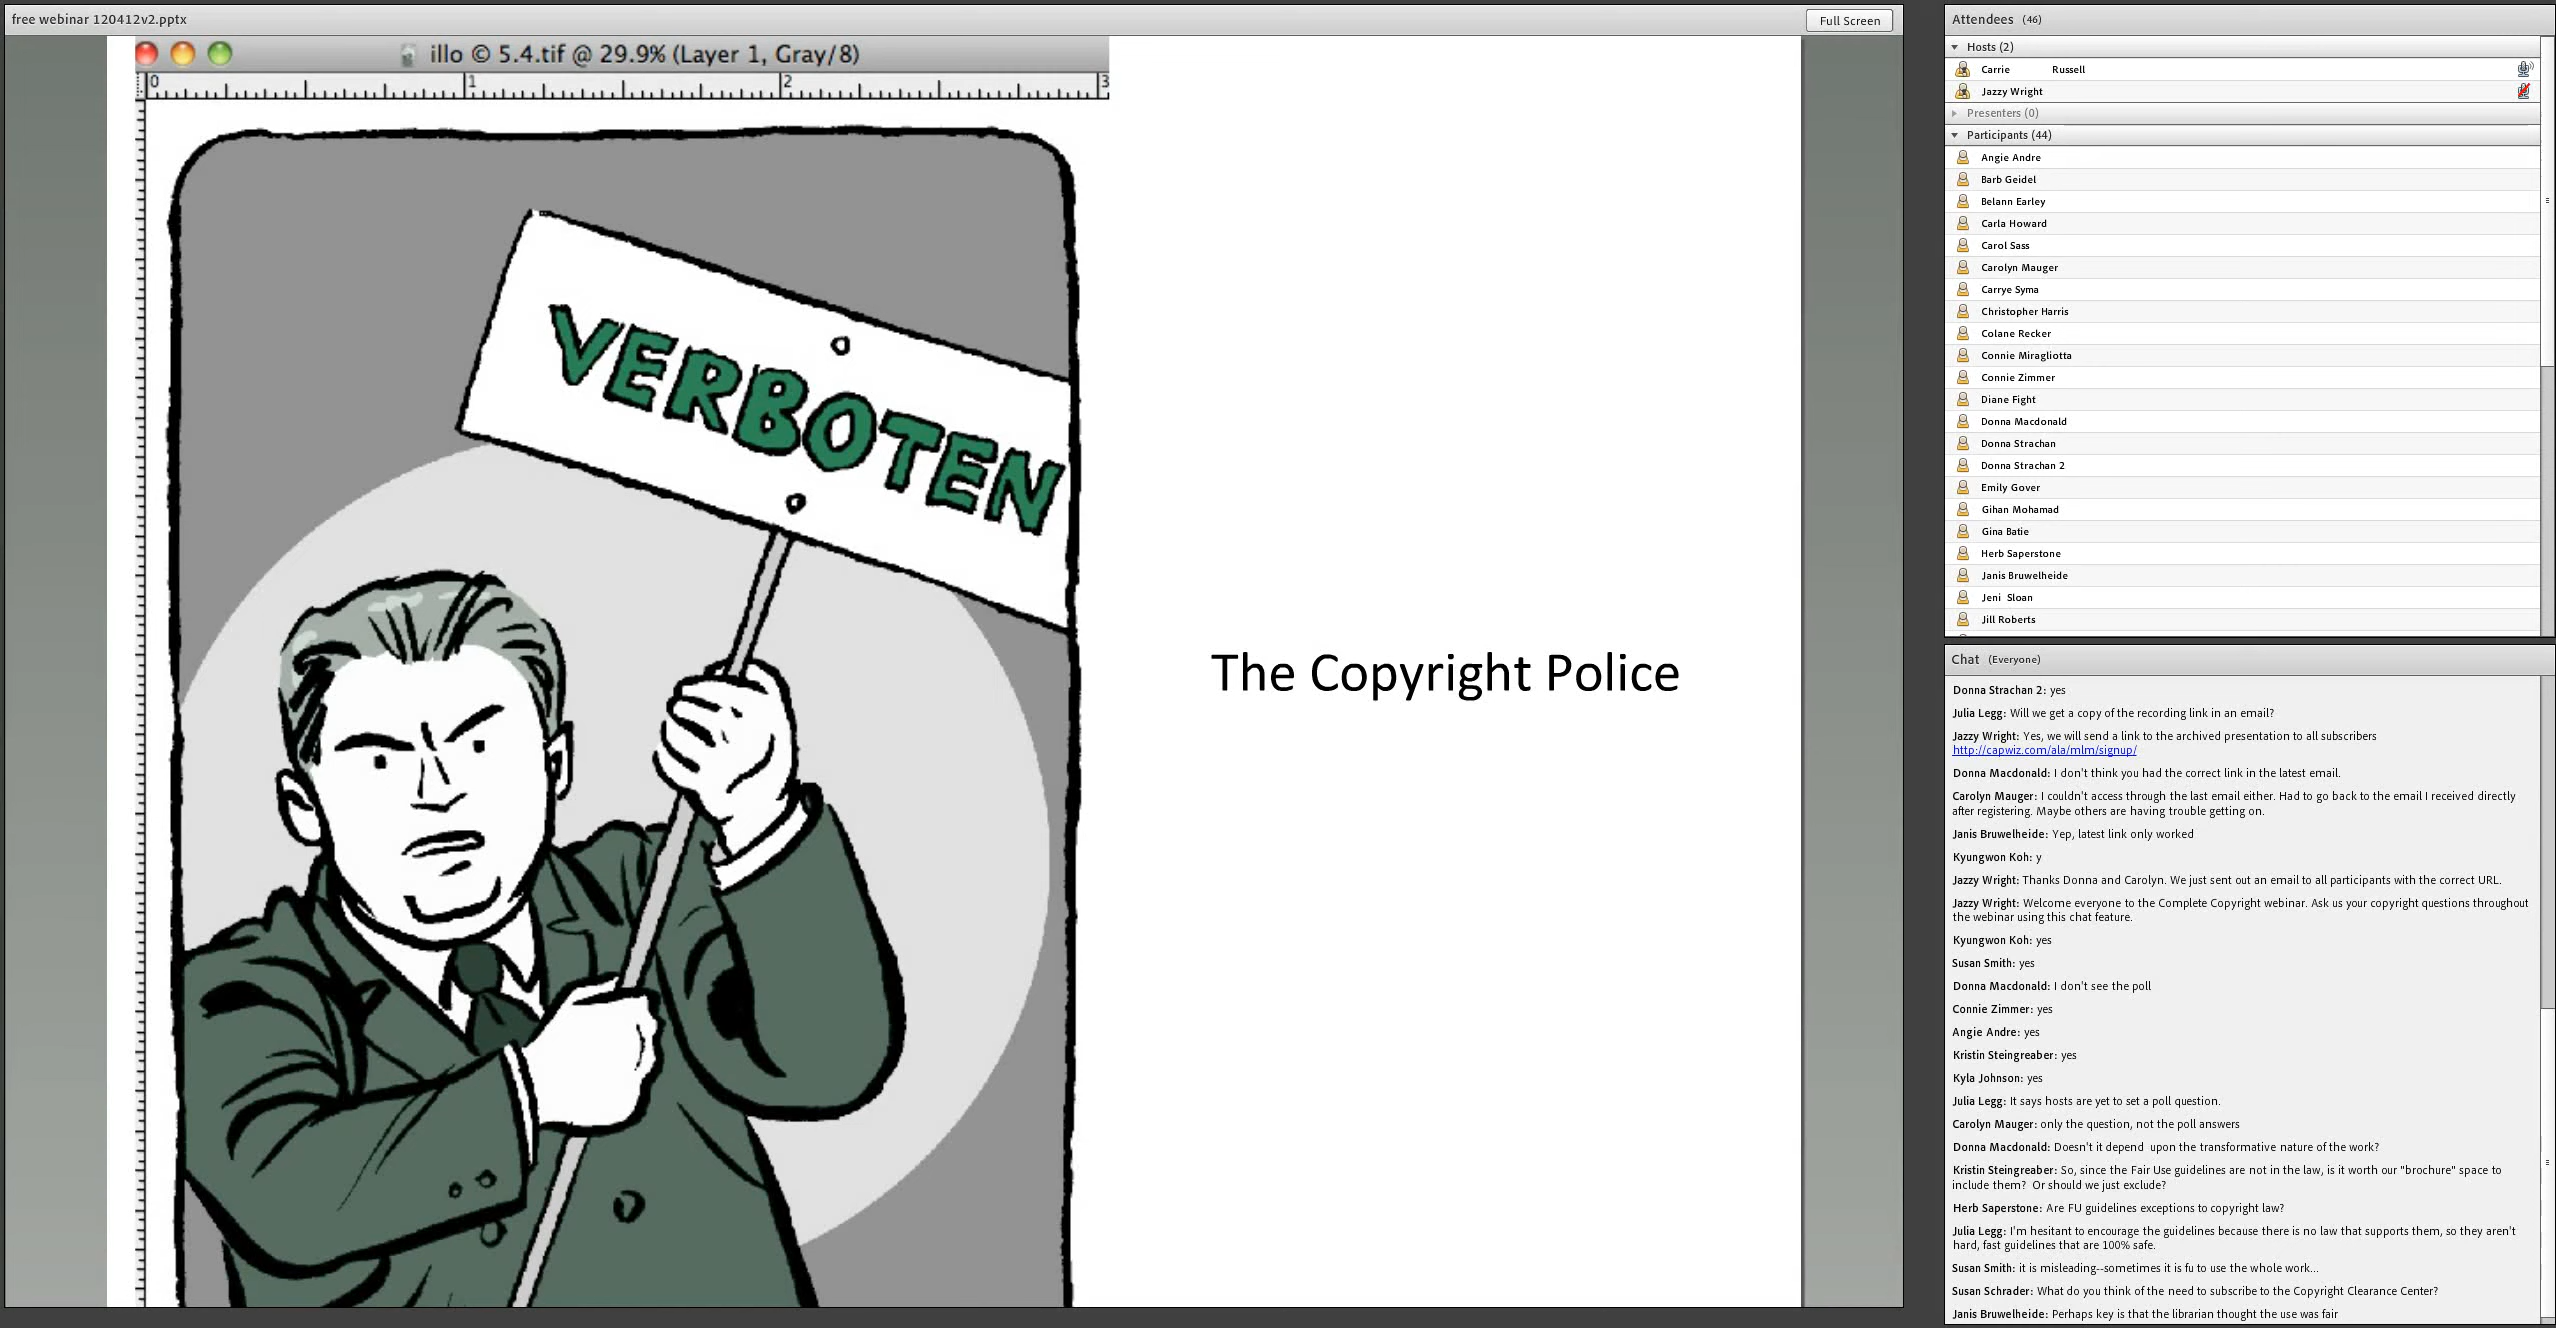 free webinar 120412v2.pptx
Full Screen
illo © 5.4.tif @ 29.9% (Layer 1, Gray/8)
0 1 2 3
VERBOTEN
The Copyright Police
Attendees (46)
Hosts (2)
Carrie Russell
Jazzy Wright
Presenters (0)
Participants (44)
Angie Andre
Barb Geidel
Belann Earley
Carla Howard
Carol Sass
Carolyn Mauger
Carrye Syma
Christopher Harris
Colane Recker
Connie Miragliotta
Connie Zimmer
Diane Fight
Donna Macdonald
Donna Strachan
Donna Strachan 2
Emily Gover
Gihan Mohamad
Gina Batie
Herb Saperstone
Janis Bruwelheide
Jeni Sloan
Jill Roberts
Chat (Everyone)
Donna Strachan 2: yes
Julia Legg: Will we get a copy of the recording link in an email?
Jazzy Wright: Yes, we will send a link to the archived presentation to all subscribers
http://capwiz.com/ala/mlm/signup/
Donna Macdonald: I don't think you had the correct link in the latest email.
Carolyn Mauger: I couldn't access through the last email either. Had to go back to the email I received directly
after registering. Maybe others are having trouble getting on.
Janis Bruwelheide: Yep, latest link only worked
Kyungwon Koh: y
Jazzy Wright: Thanks Donna and Carolyn. We just sent out an email to all participants with the correct URL.
Jazzy Wright: Welcome everyone to the Complete Copyright webinar. Ask us your copyright questions throughout
the webinar using this chat feature.
Kyungwon Koh: yes
Susan Smith: yes
Donna Macdonald: I don't see the poll
Connie Zimmer: yes
Angie Andre: yes
Kristin Steingreaber: yes
Kyla Johnson: yes
Julia Legg: It says hosts are yet to set a poll question.
Carolyn Mauger: only the question, not the poll answers
Donna Macdonald: Doesn't it depend upon the transformative nature of the work?
Kristin Steingreaber: So, since the Fair Use guidelines are not in the law, is it worth our "brochure" space to
include them? Or should we just exclude?
Herb Saperstone: Are FU guidelines exceptions to copyright law?
Julia Legg: I'm hesitant to encourage the guidelines because there is no law that supports them, so they aren't
hard, fast guidelines that are 100% safe.
Susan Smith: it is misleading--sometimes it is fu to use the whole work...
Susan Schrader: What do you think of the need to subscribe to the Copyright Clearance Center?
Janis Bruwelheide: Perhaps key is that the librarian thought the use was fair